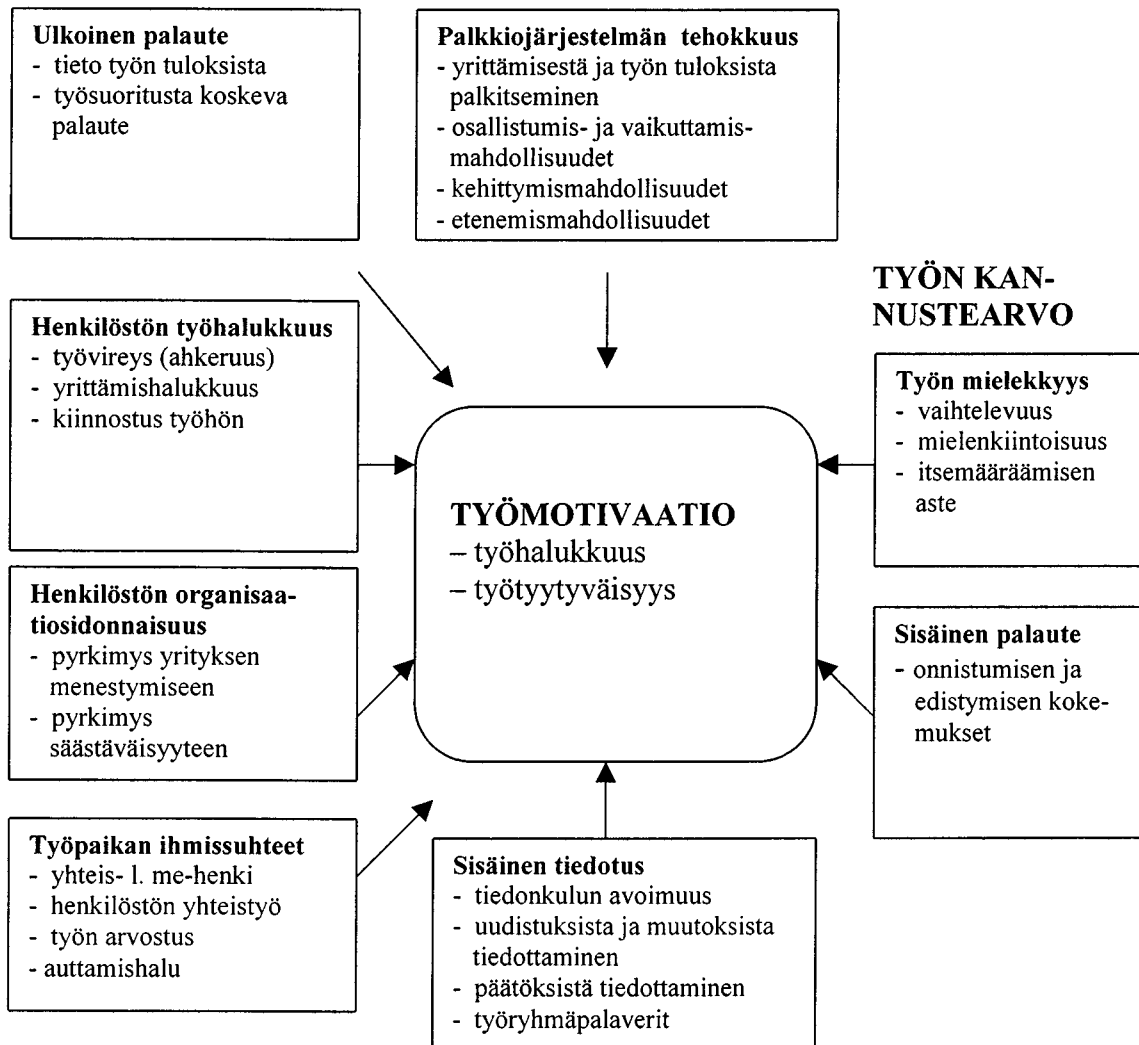 Ulkoinen palaute
- tieto työn tuloksista
- työsuoritusta koskeva
palaute
Palkkiojärjestelmän tehokkuus
- yrittämisestä ja työn tuloksista
palkitseminen
- osallistumis- ja vaikuttamis-
mahdollisuudet
- kehittymismahdollisuudet
- etenemismahdollisuudet
TYÖN KAN-
NUSTEARVO
Henkilöstön työhalukkuus
- työvireys (ahkeruus)
- yrittämishalukkuus
- kiinnostus työhön
Työn mielekkyys
- vaihtelevuus
- mielenkiintoisuus
- itsemääräämisen
aste
TYÖMOTIVAATIO
– työhalukkuus
– työtyytyväisyys
Henkilöstön organisaa-
tiosidonnaisuus
- pyrkimys yrityksen
menestymiseen
- pyrkimys
säästäväisyyteen
Sisäinen palaute
- onnistumisen ja
edistymisen koke-
mukset
Työpaikan ihmissuhteet
- yhteis- l. me-henki
- henkilöstön yhteistyö
- työn arvostus
- auttamishalu
Sisäinen tiedotus
- tiedonkulun avoimuus
- uudistuksista ja muutoksista
tiedottaminen
- päätöksistä tiedottaminen
- työryhmäpalaverit